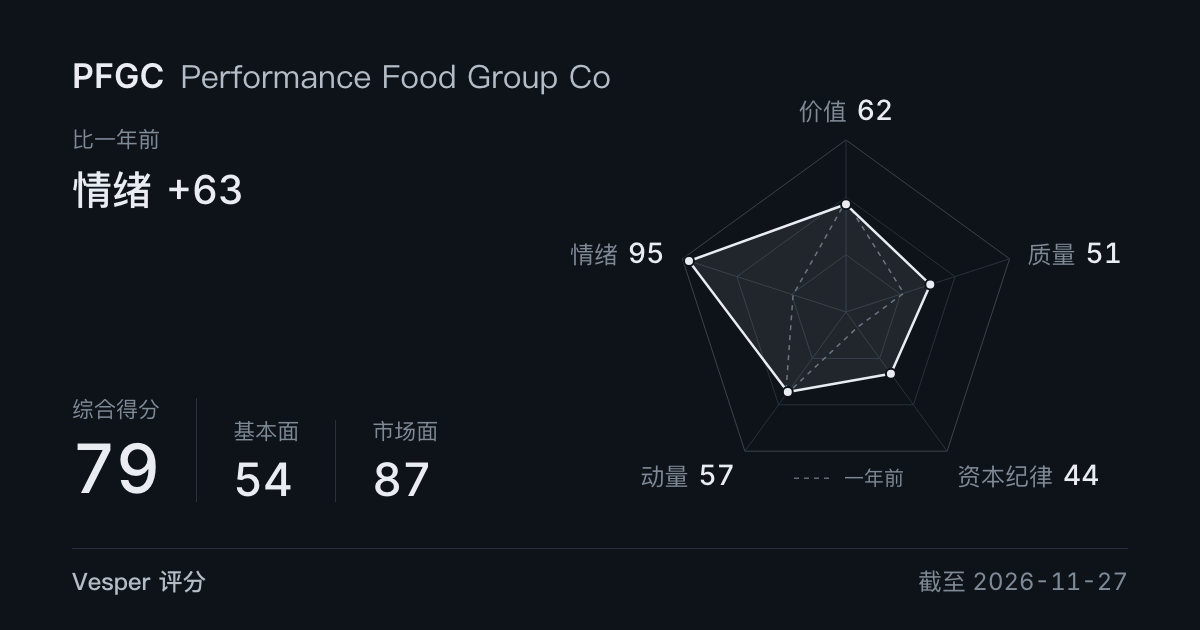 PFGC Performance Food Group Co
比一年前
情绪 +63
价值 62
情绪 95
质量 51
综合得分
79
基本面
54
市场面
87
动量 57
---- 一年前
资本纪律 44
Vesper 评分
截至 2026-11-27